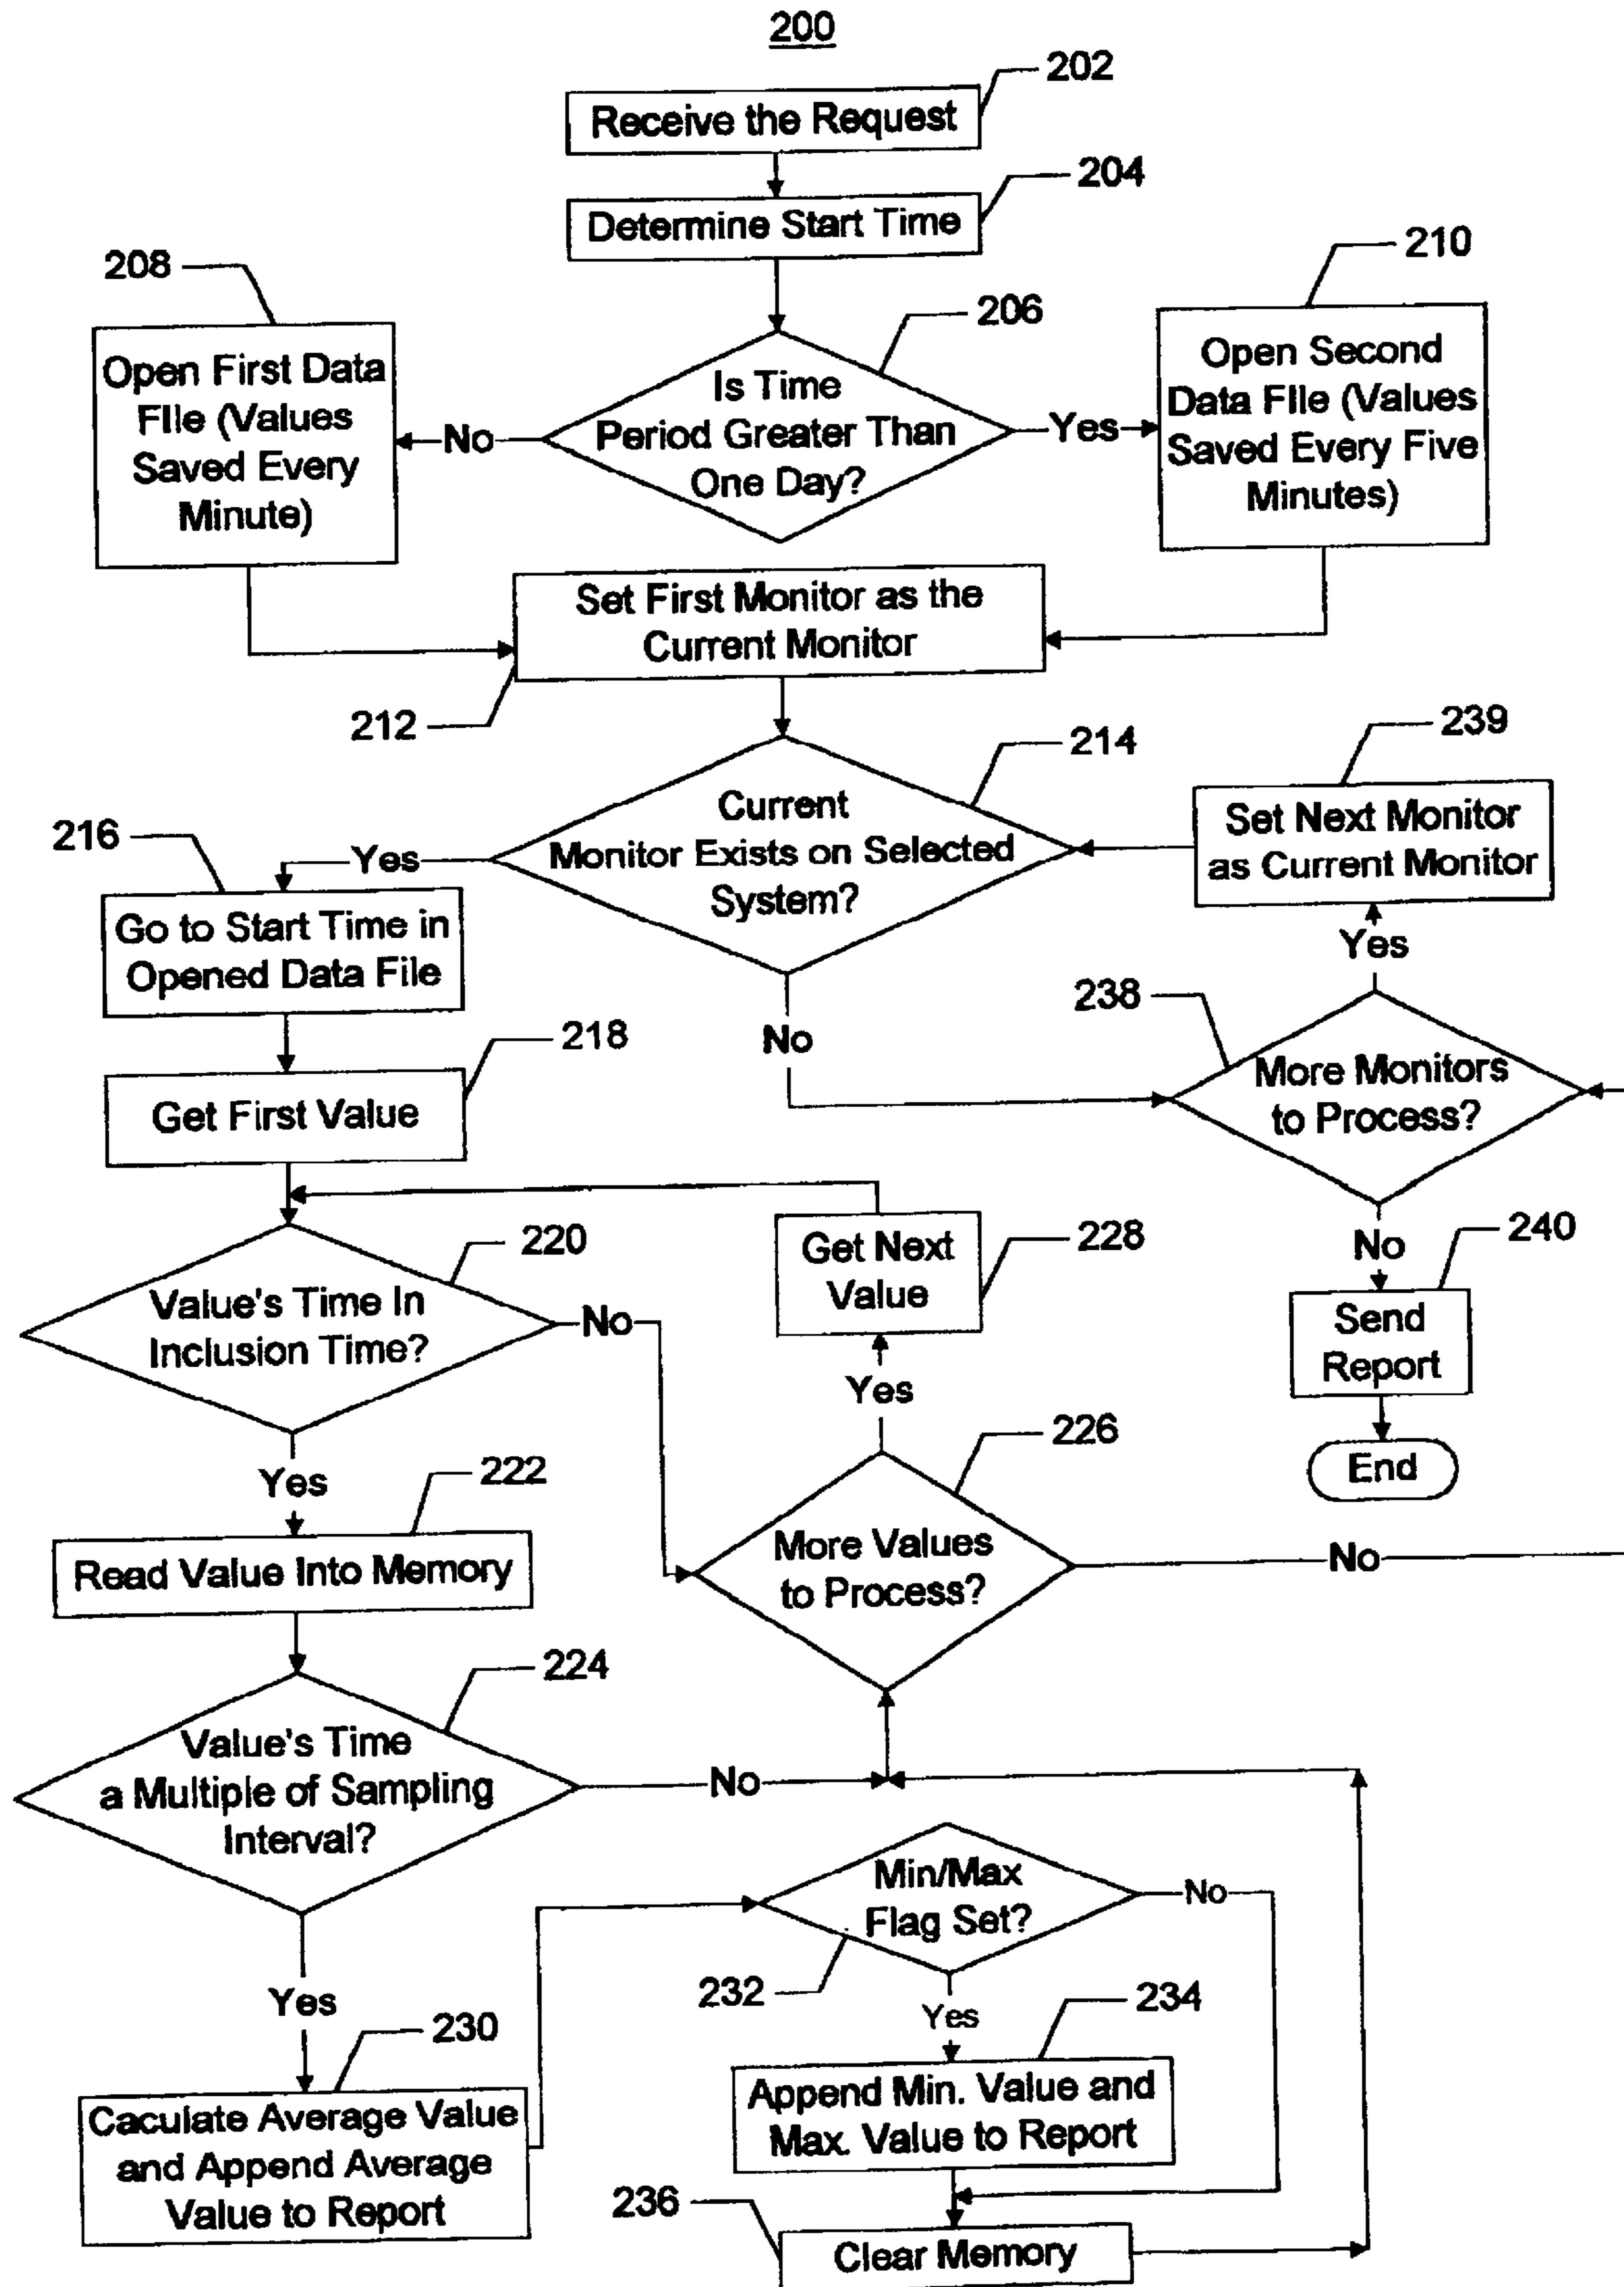 200
202
Receive the Request
204
Determine Start Time
208
210
206
Open First Data
File (Values
Saved Every
Minute)
Is Time
Period Greater Than
One Day?
No
Yes
Open Second
Data File (Values
Saved Every Five
Minutes)
Set First Monitor as the
Current Monitor
212
214
239
Current
Monitor Exists on Selected
System?
Set Next Monitor
as Current Monitor
216
Yes
Go to Start Time in
Opened Data File
Yes
238
No
218
More Monitors
to Process?
Get First Value
220
Get Next
Value
228
No
240
Value's Time In
Inclusion Time?
No
Send
Report
Yes
226
End
Yes
222
Read Value Into Memory
More Values
to Process?
No
224
Value's Time
a Multiple of Sampling
Interval?
No
Min/Max
Flag Set?
No
232
Yes
234
Yes
230
Caculate Average Value
and Append Average
Value to Report
Append Min. Value and
Max. Value to Report
236
Clear Memory